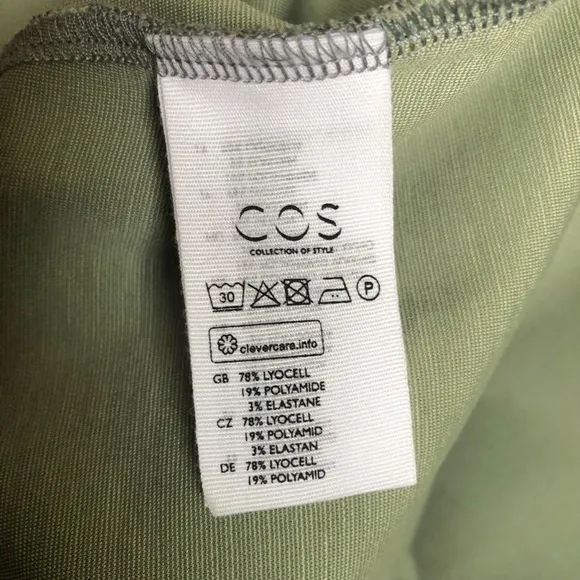 COS
COLLECTION OF STYLE
30
P
clevercare.info
GB 78% LYOCELL
19% POLYAMIDE
3% ELASTANE
CZ 78% LYOCELL
19% POLYAMID
3% ELASTAN
DE 78% LYOCELL
19% POLYAMID